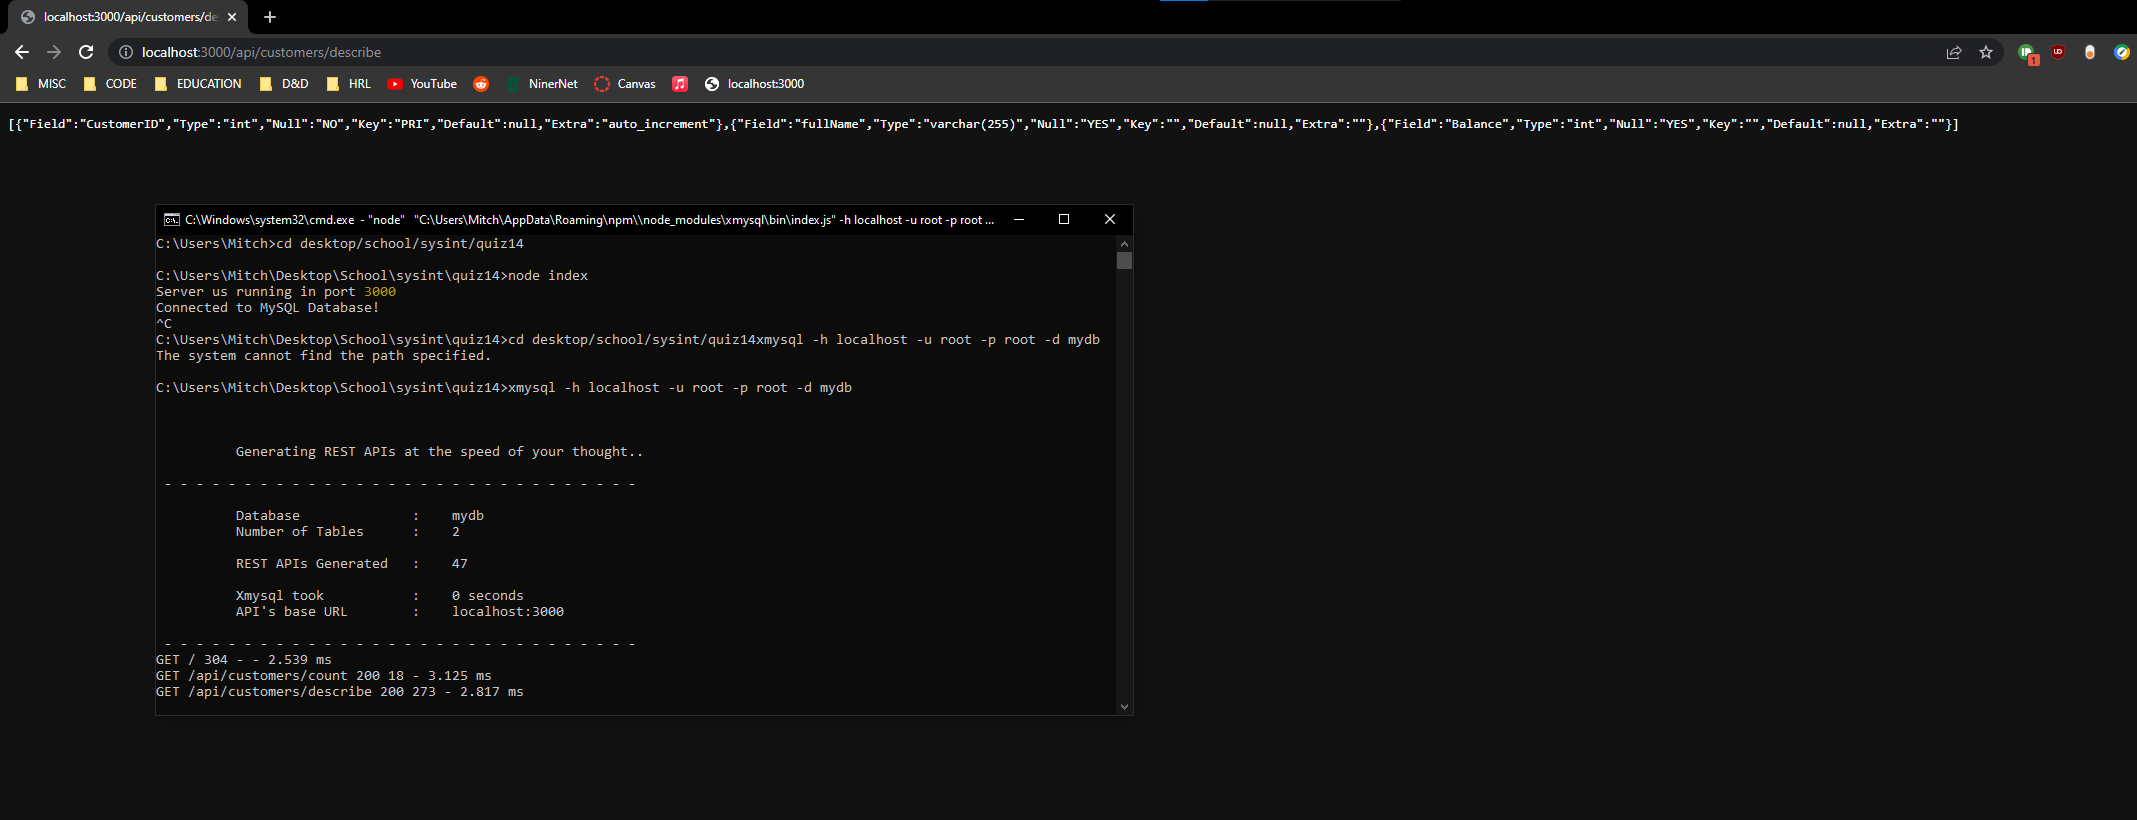 localhost:3000/api/customers/de
localhost:3000/api/customers/describe
1
MISC CODE EDUCATION D&D HRL YouTube NinerNet Canvas localhost:3000
[{"Field":"CustomerID","Type":"int","Null":"NO","Key":"PRI","Default":null,"Extra":"auto_increment"},{"Field":"fullName","Type":"varchar(255)","Null":"YES","Key":"","Default":null,"Extra":""},{"Field":"Balance","Type":"int","Null":"YES","Key":"","Default":null,"Extra":""}]
C:\Windows\system32\cmd.exe - "node" "C:\Users\Mitch\AppData\Roaming\npm\\node_modules\xmysql\bin\index.js" -h localhost -u root -p root ...
C:\Users\Mitch>cd desktop/school/sysint/quiz14
C:\Users\Mitch\Desktop\School\sysint\quiz14>node index
Server us running in port 3000
Connected to MySQL Database!
^C
C:\Users\Mitch\Desktop\School\sysint\quiz14>cd desktop/school/sysint/quiz14xmysql -h localhost -u root -p root -d mydb
The system cannot find the path specified.
C:\Users\Mitch\Desktop\School\sysint\quiz14>xmysql -h localhost -u root -p root -d mydb
Generating REST APIs at the speed of your thought..
- - - - - - - - - - - - - - - - - - - - - - - - - - - - - -
Database : mydb
Number of Tables : 2
REST APIs Generated : 47
Xmysql took : 0 seconds
API's base URL : localhost:3000
- - - - - - - - - - - - - - - - - - - - - - - - - - - - - -
GET / 304 - - 2.539 ms
GET /api/customers/count 200 18 - 3.125 ms
GET /api/customers/describe 200 273 - 2.817 ms